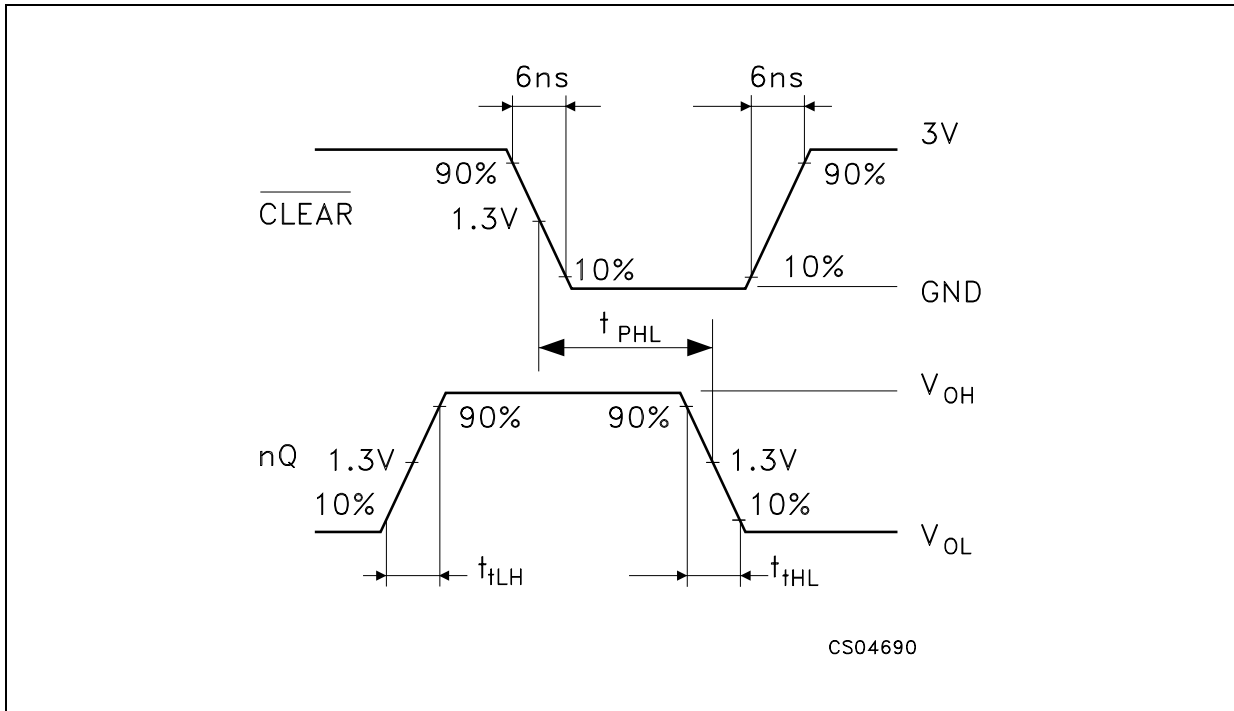 6ns 6ns
3V
90% 90%
CLEAR
1.3V
10% 10%
GND
t PHL
V OH
90% 90%
nQ 1.3V 1.3V
10% 10%
V OL
t tLH t tHL
CS04690